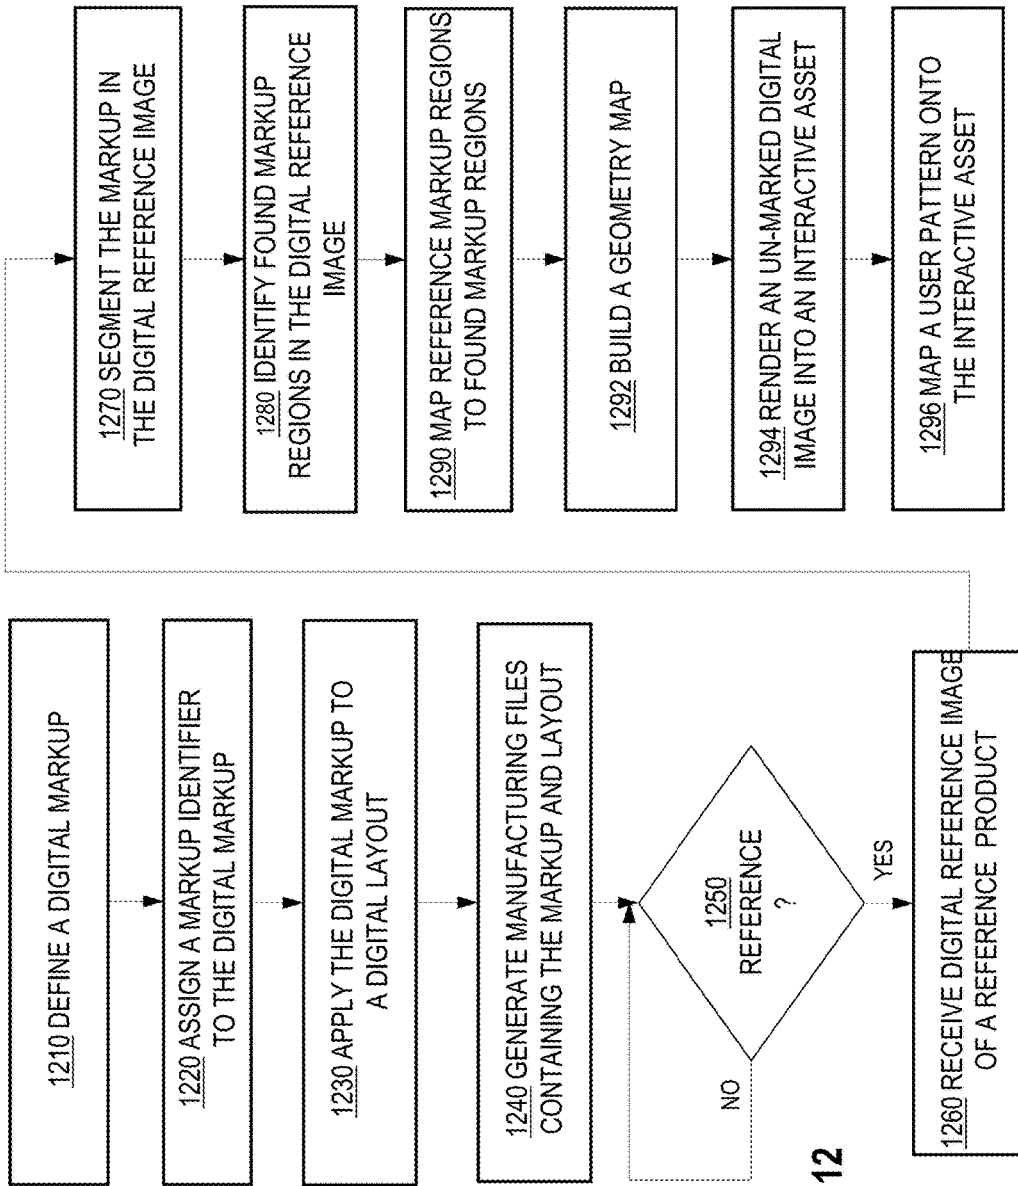 1210 DEFINE A DIGITAL MARKUP
1220 ASSIGN A MARKUP IDENTIFIER
TO THE DIGITAL MARKUP
1230 APPLY THE DIGITAL MARKUP TO
A DIGITAL LAYOUT
1240 GENERATE MANUFACTURING FILES
CONTAINING THE MARKUP AND LAYOUT
1250
REFERENCE
?
NO
YES
1260 RECEIVE DIGITAL REFERENCE IMAGE
OF A REFERENCE PRODUCT
1270 SEGMENT THE MARKUP IN
THE DIGITAL REFERENCE IMAGE
1280 IDENTIFY FOUND MARKUP
REGIONS IN THE DIGITAL REFERENCE
IMAGE
1290 MAP REFERENCE MARKUP REGIONS
TO FOUND MARKUP REGIONS
1292 BUILD A GEOMETRY MAP
1294 RENDER AN UN-MARKED DIGITAL
IMAGE INTO AN INTERACTIVE ASSET
1296 MAP A USER PATTERN ONTO
THE INTERACTIVE ASSET
12